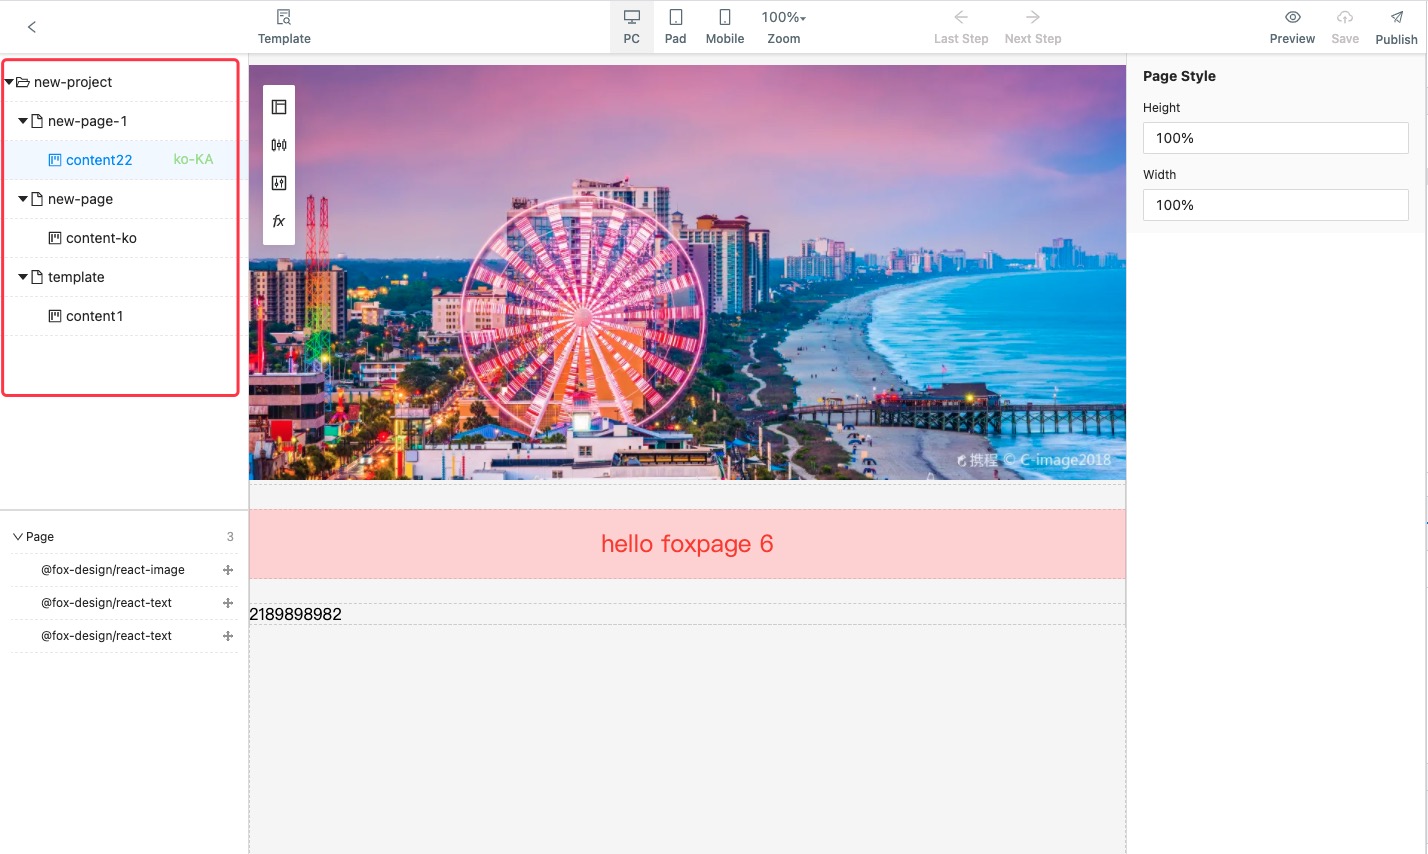 Template
PC
Pad
Mobile
100%
Zoom
Last Step
Next Step
Preview
Save
Publish
new-project
new-page-1
content22 ko-KA
new-page
content-ko
template
content1
fx
携程 © C-image2018
Page Style
Height
100%
Width
100%
Page 3
@fox-design/react-image
@fox-design/react-text
@fox-design/react-text
hello foxpage 6
2189898982